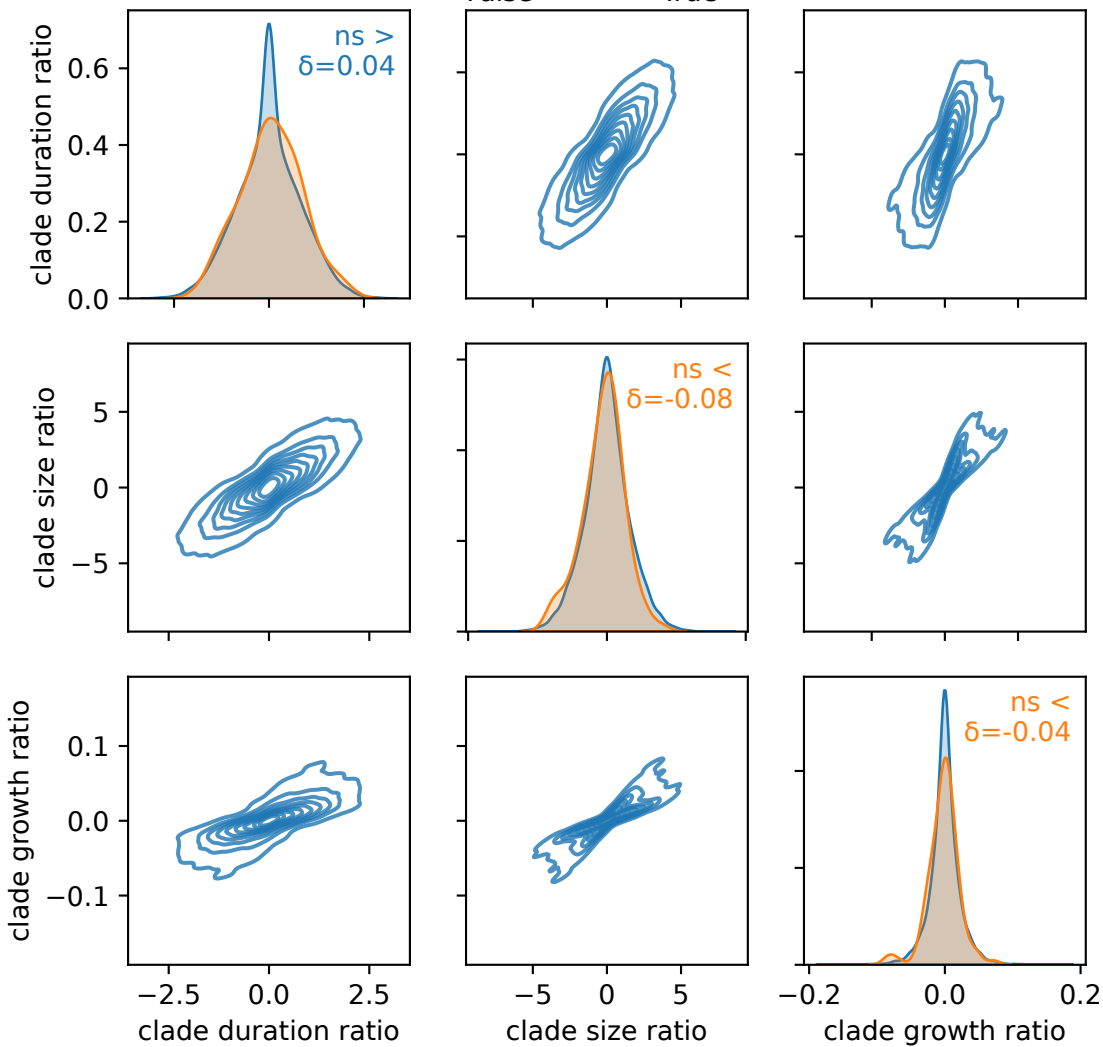 clade duration ratio
0.6
0.4
0.2
0.0
ns >
δ=0.04
clade size ratio
5
0
−5
ns <
δ=-0.08
clade growth ratio
0.1
0.0
−0.1
ns <
δ=-0.04
−2.5 0.0 2.5
−5 0 5
−0.2 0.0 0.2
clade duration ratio
clade size ratio
clade growth ratio